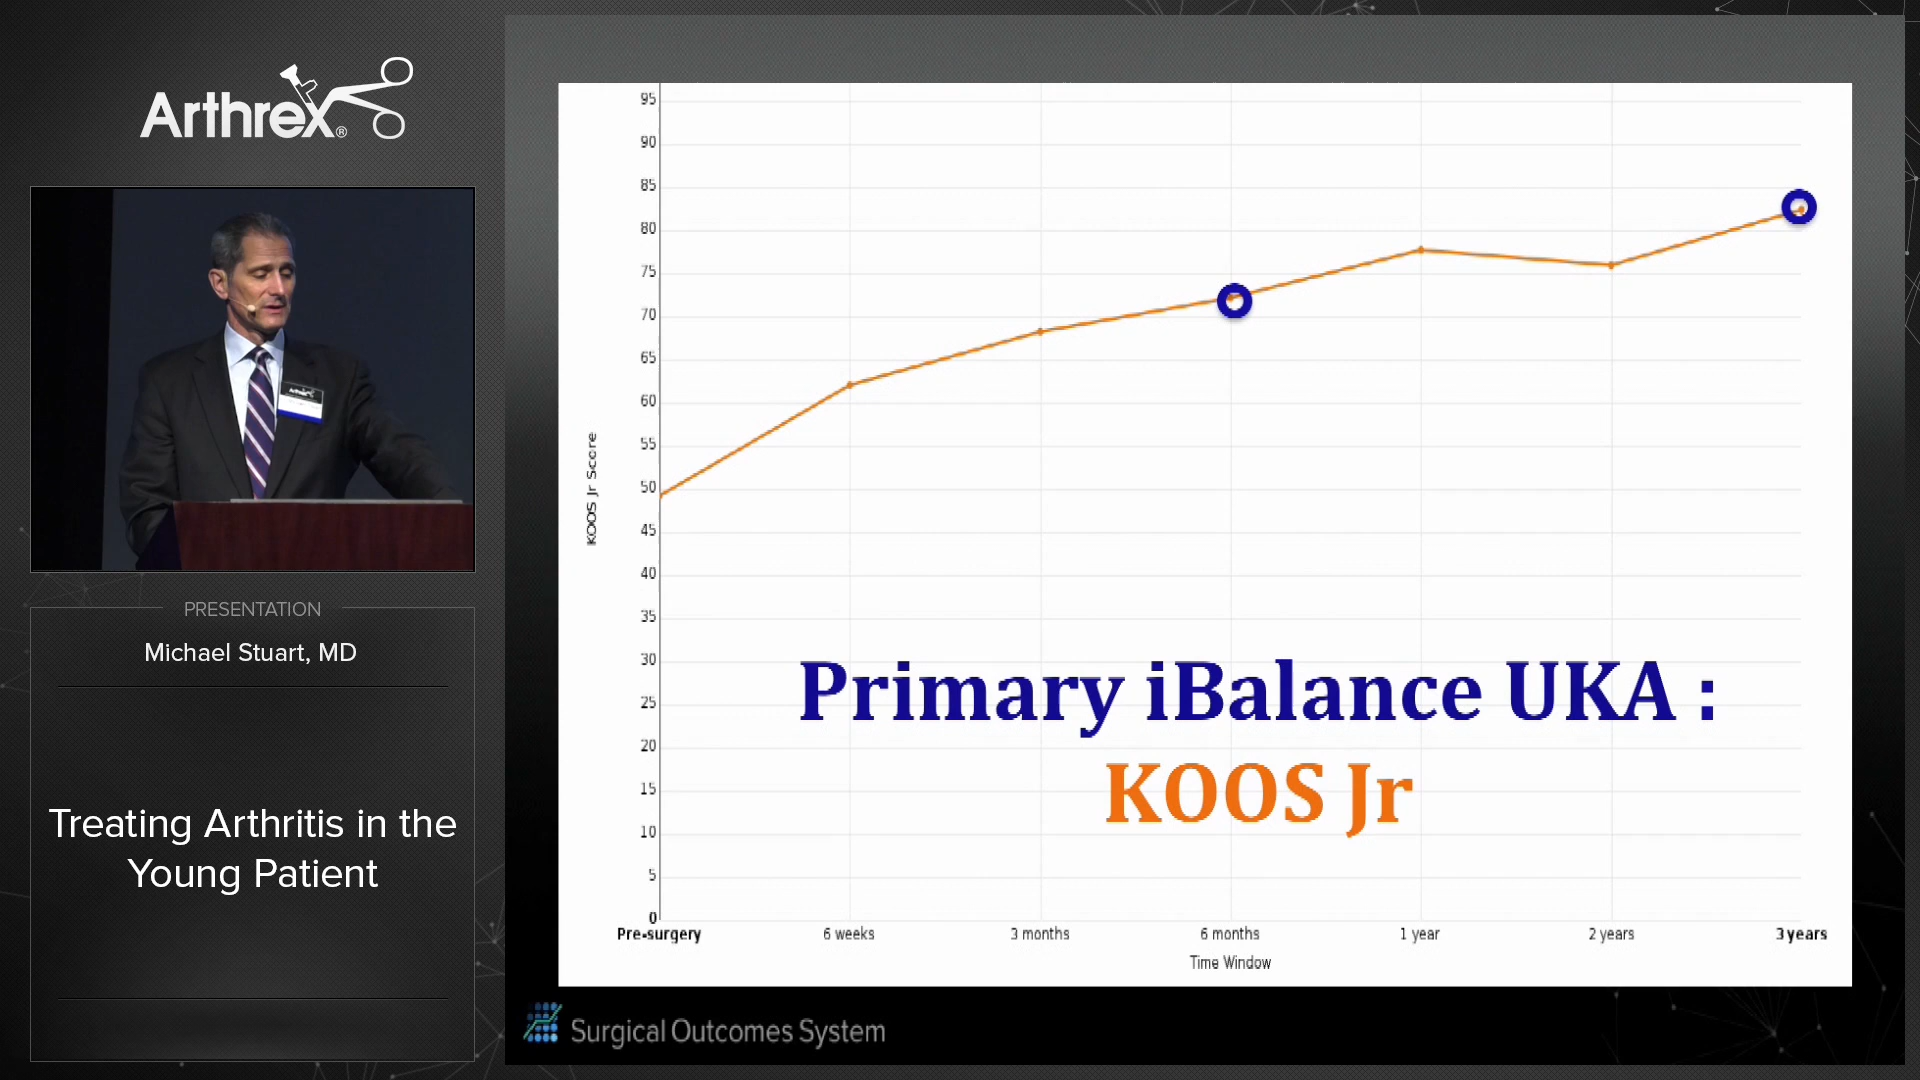 Arthrex®
Arthrex
PRESENTATION
Michael Stuart, MD
Treating Arthritis in the
Young Patient
95
90
85
80
75
70
65
60
55
50
45
40
35
30
25
20
15
10
5
0
KOOS Jr Score
Primary iBalance UKA :
KOOS Jr
Pre-surgery 6 weeks 3 months 6 months 1 year 2 years 3 years
Time Window
Surgical Outcomes System